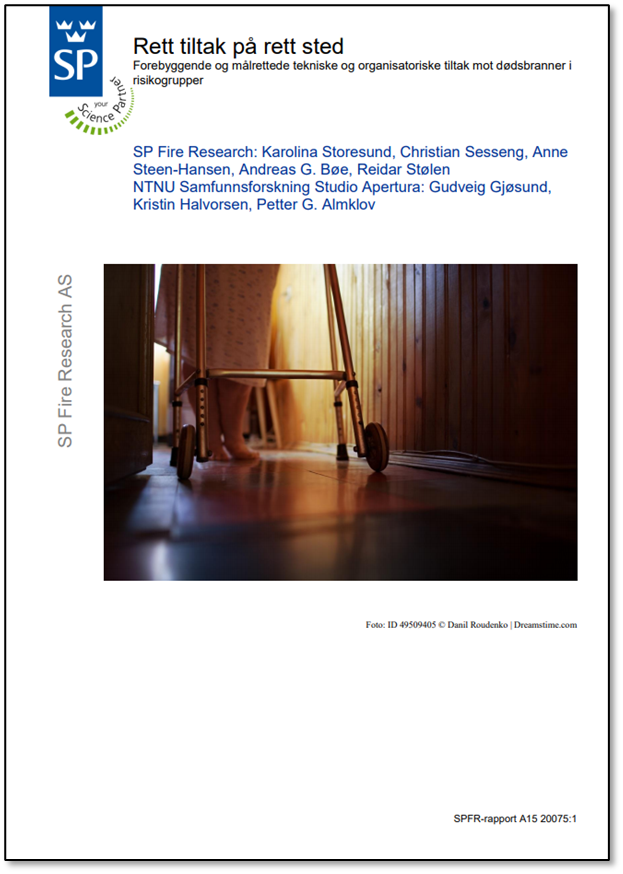 SP
your
Science Partner
Rett tiltak på rett sted
Forebyggende og målrettede tekniske og organisatoriske tiltak mot dødsbranner i
risikogrupper
SP Fire Research: Karolina Storesund, Christian Sesseng, Anne
Steen-Hansen, Andreas G. Bøe, Reidar Stølen
NTNU Samfunnsforskning Studio Apertura: Gudveig Gjøsund,
Kristin Halvorsen, Petter G. Almklov
SP Fire Research AS
Foto: ID 49509405 © Danil Roudenko | Dreamstime.com
SPFR-rapport A15 20075:1